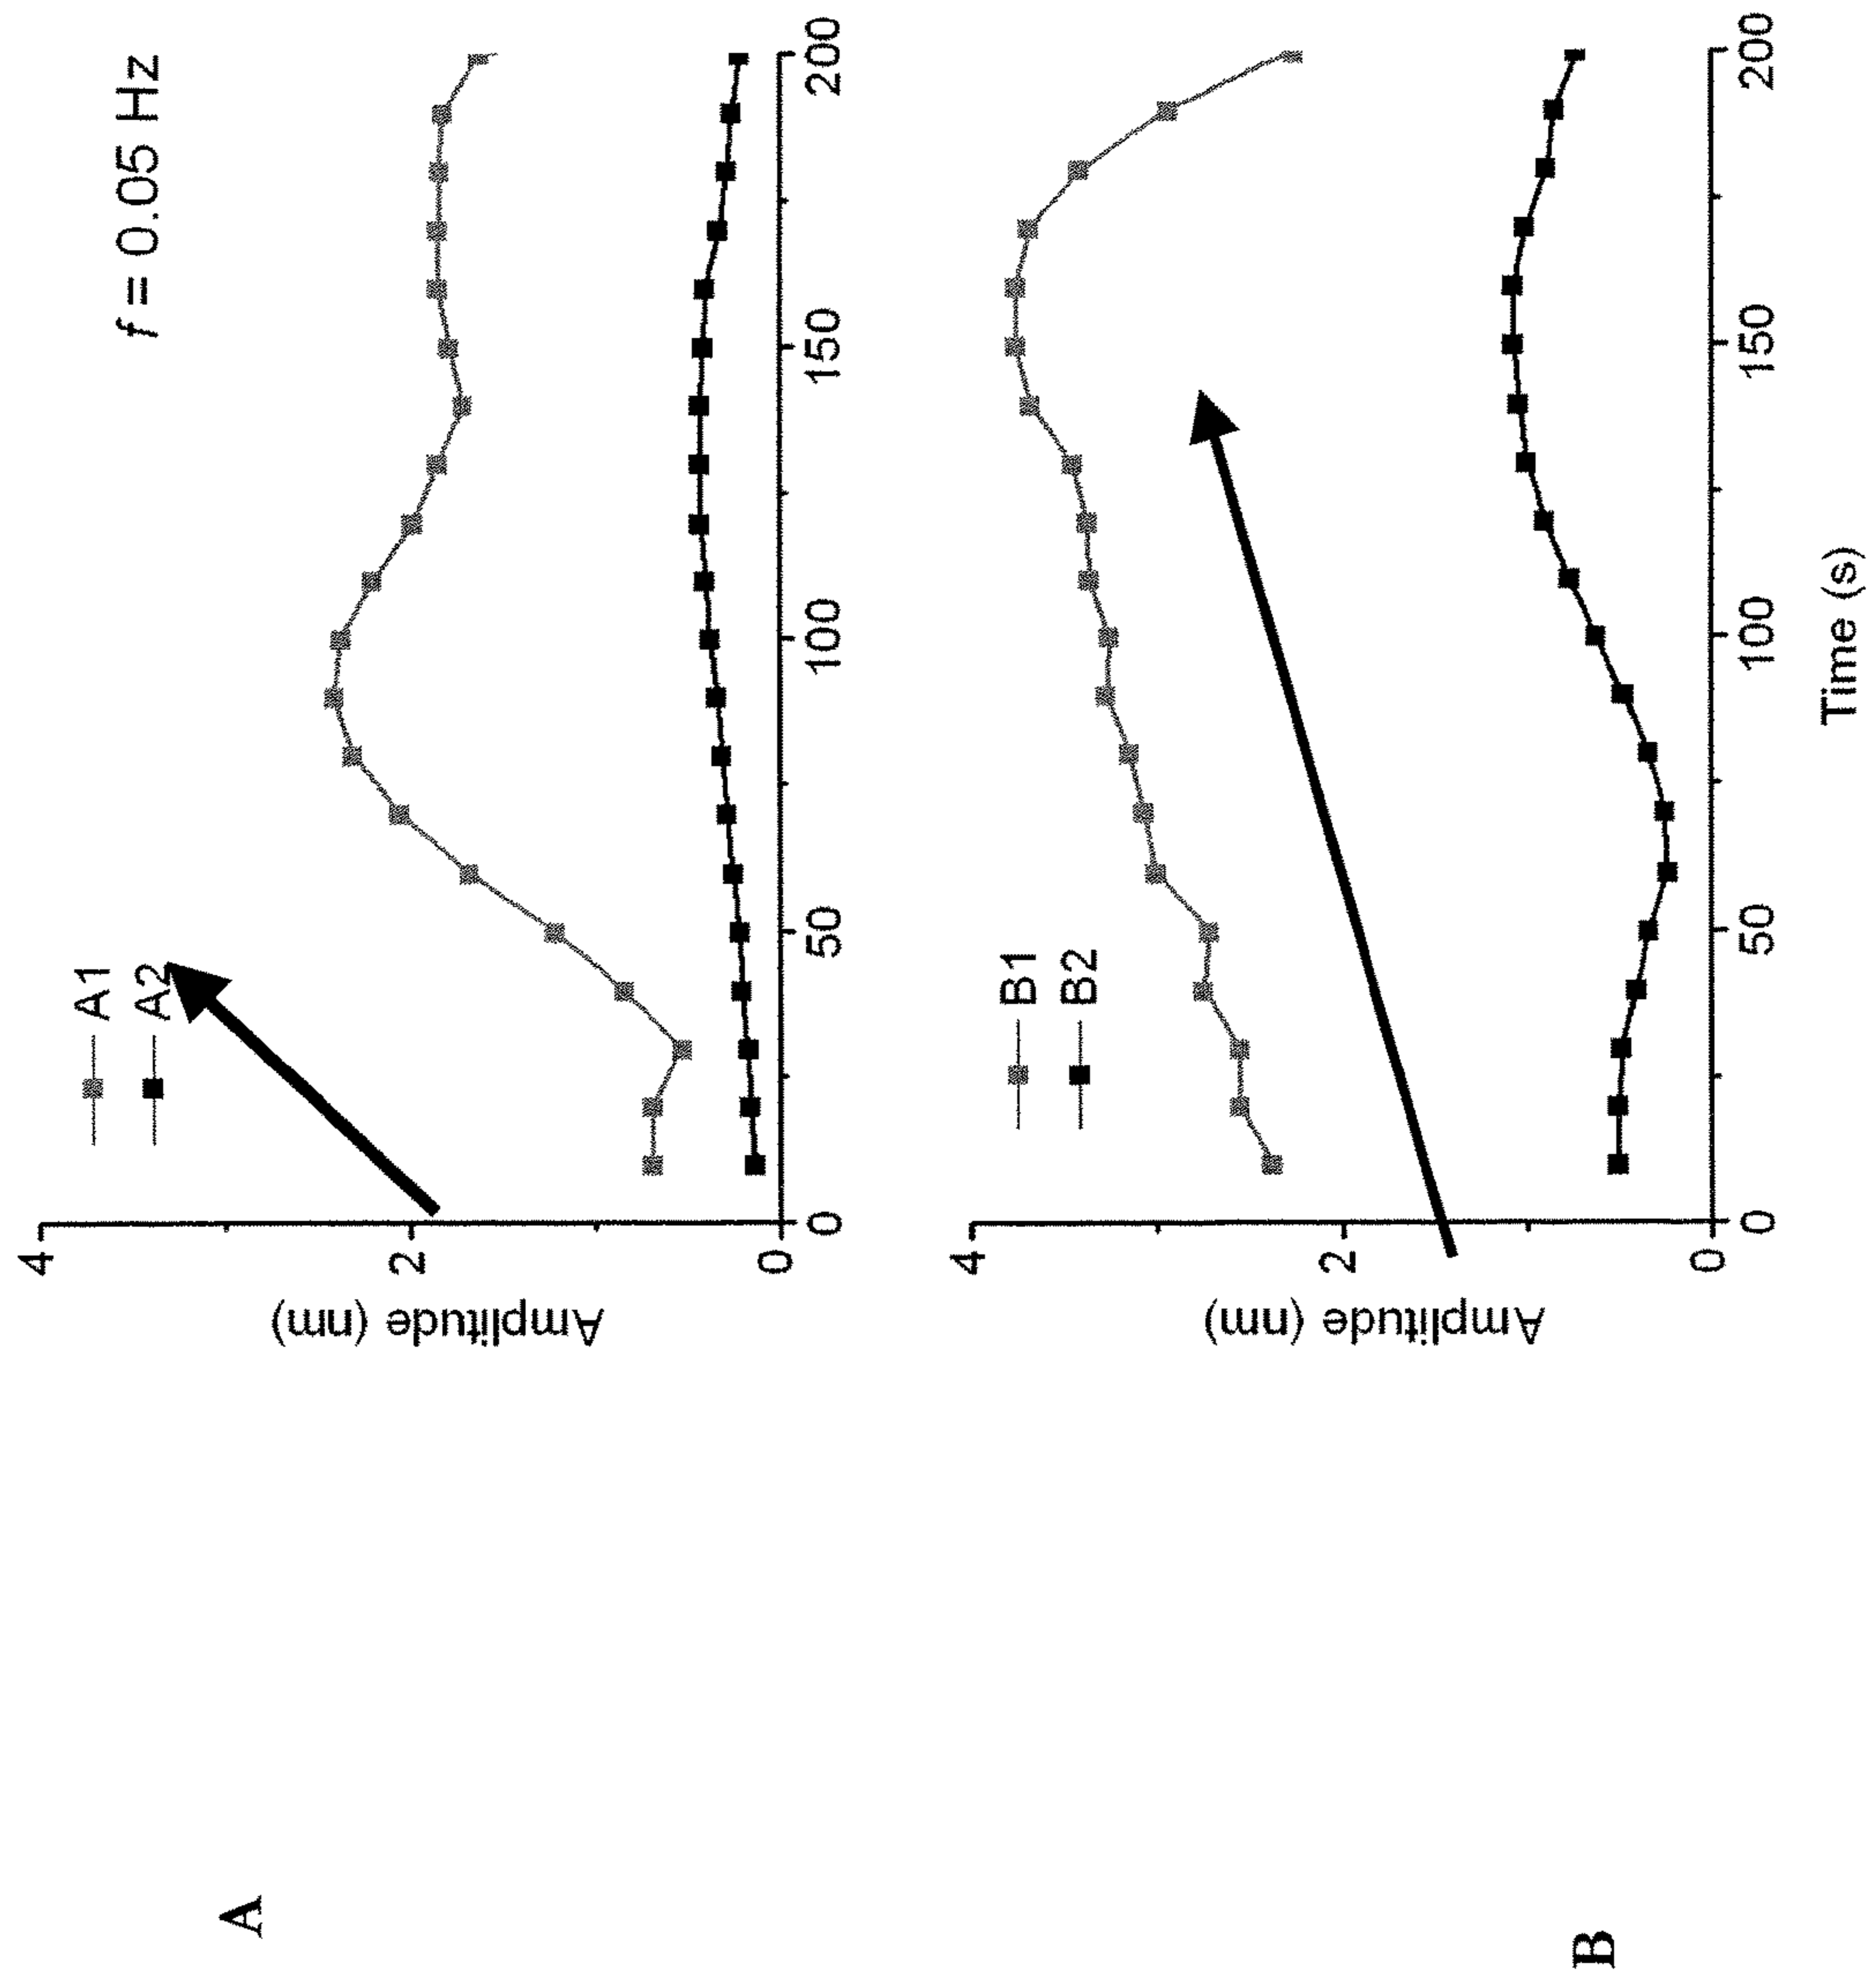 A
f = 0.05 Hz
A1
A2
Amplitude (nm)
4
2
0
0 50 100 150 200
B
B1
B2
Amplitude (nm)
4
2
0
0 50 100 150 200
Time (s)